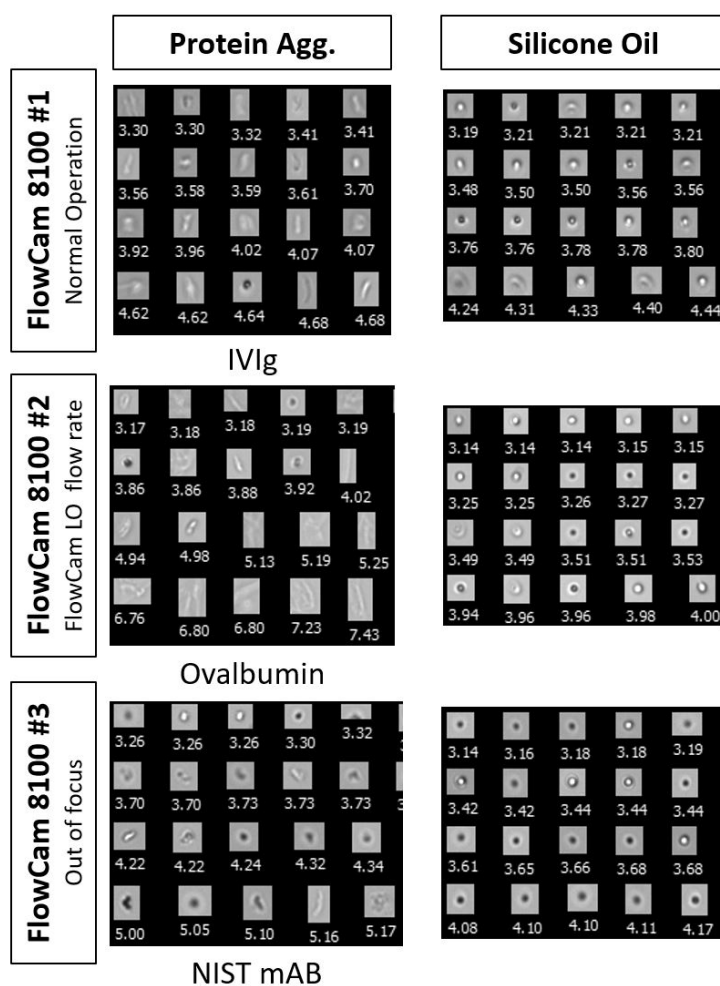 Protein Agg.
Silicone Oil
FlowCam 8100 #1
Normal Operation
3.30 3.30 3.32 3.41 3.41
3.56 3.58 3.59 3.61 3.70
3.92 3.96 4.02 4.07 4.07
4.62 4.62 4.64 4.68 4.68
IVIg
3.19 3.21 3.21 3.21 3.21
3.48 3.50 3.50 3.56 3.56
3.76 3.76 3.78 3.78 3.80
4.24 4.31 4.33 4.40 4.44
FlowCam 8100 #2
FlowCam LO flow rate
3.17 3.18 3.18 3.19 3.19
3.86 3.86 3.88 3.92 4.02
4.94 4.98 5.13 5.19 5.25
6.76 6.80 6.80 7.23 7.43
Ovalbumin
3.14 3.14 3.14 3.15 3.15
3.25 3.25 3.26 3.27 3.27
3.49 3.49 3.51 3.51 3.53
3.94 3.96 3.96 3.98 4.00
FlowCam 8100 #3
Out of focus
3.26 3.26 3.26 3.30 3.32
3.70 3.70 3.73 3.73 3.73
4.22 4.22 4.24 4.32 4.34
5.00 5.05 5.10 5.16 5.17
NIST mAB
3.14 3.16 3.18 3.18 3.19
3.42 3.42 3.44 3.44 3.44
3.61 3.65 3.66 3.68 3.68
4.08 4.10 4.10 4.11 4.17